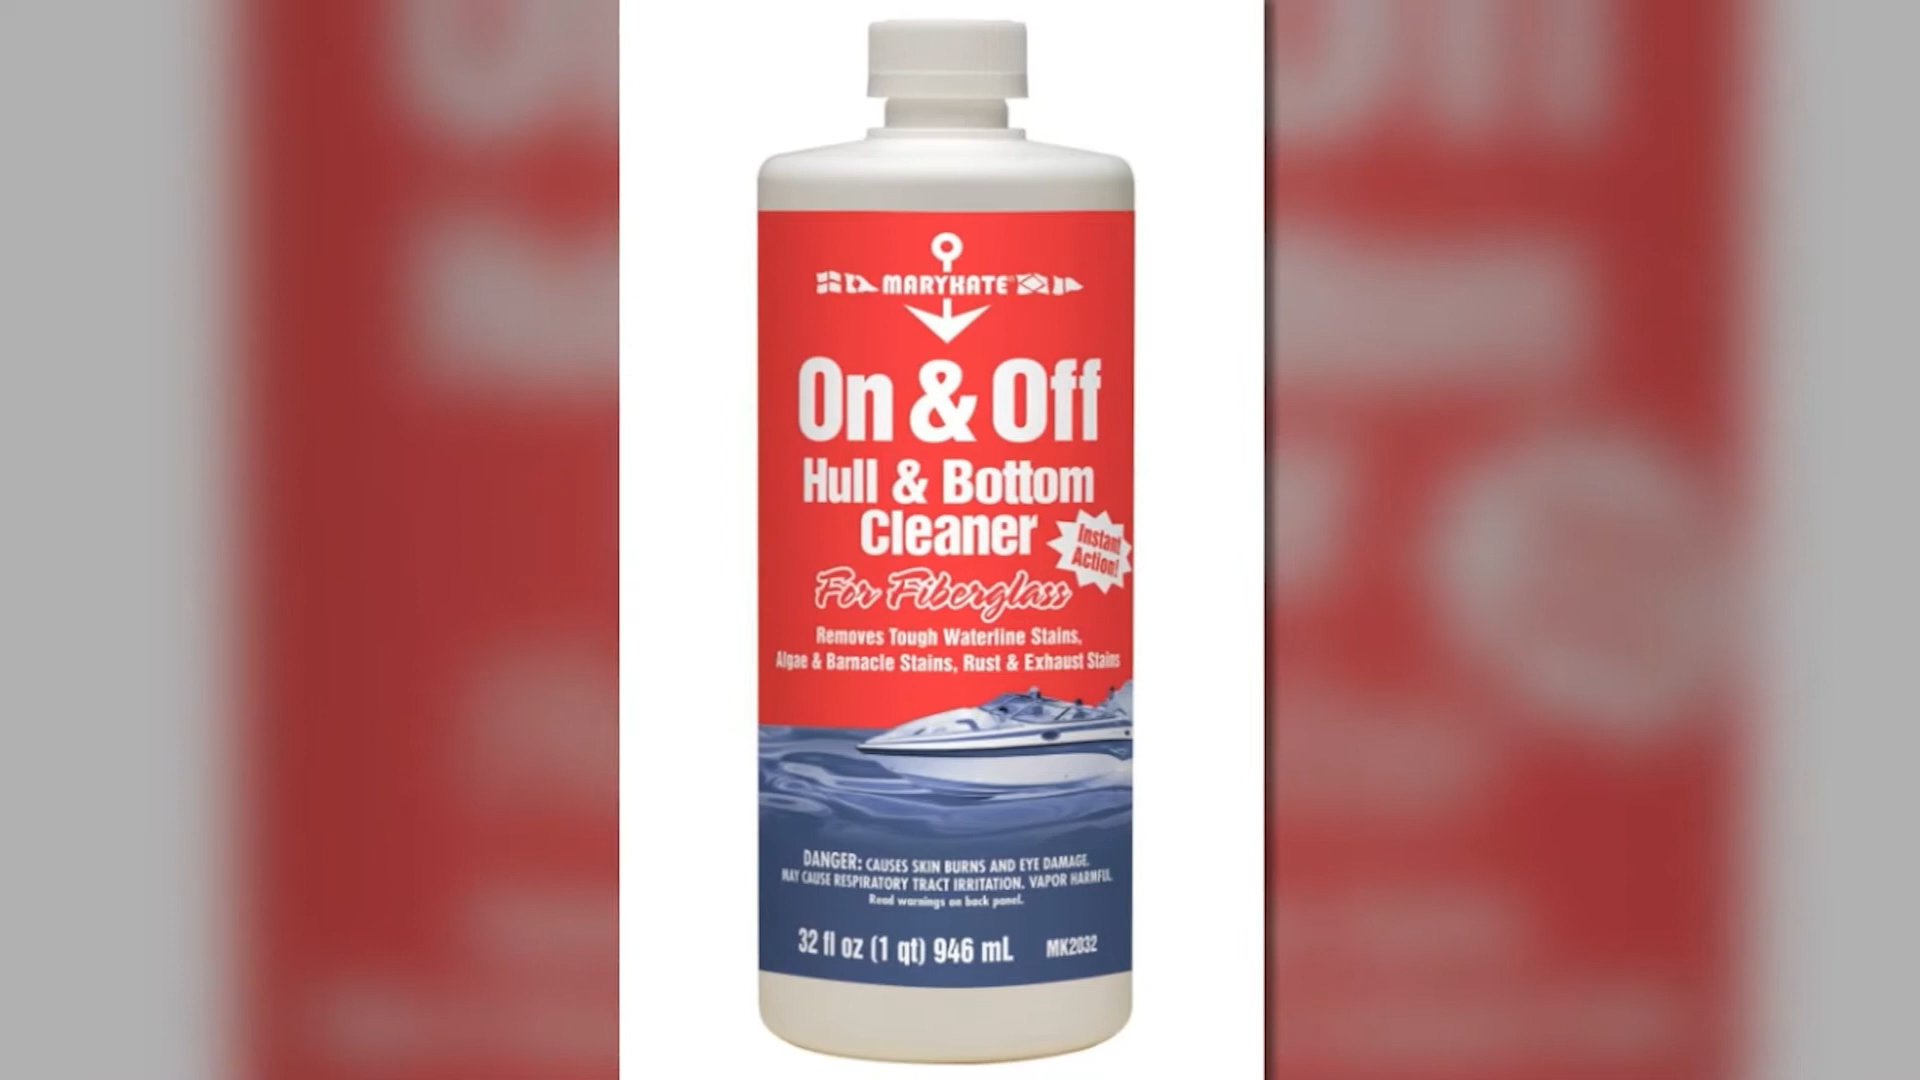 MARYKATE®
On & Off
Hull & Bottom
Cleaner
Instant
Action!
For Fiberglass
Removes Tough Waterline Stains,
Algae & Barnacle Stains, Rust & Exhaust Stains
DANGER: CAUSES SKIN BURNS AND EYE DAMAGE.
MAY CAUSE RESPIRATORY TRACT IRRITATION. VAPOR HARMFUL.
Read warnings on back panel.
32 fl oz (1 qt) 946 mL MK2032